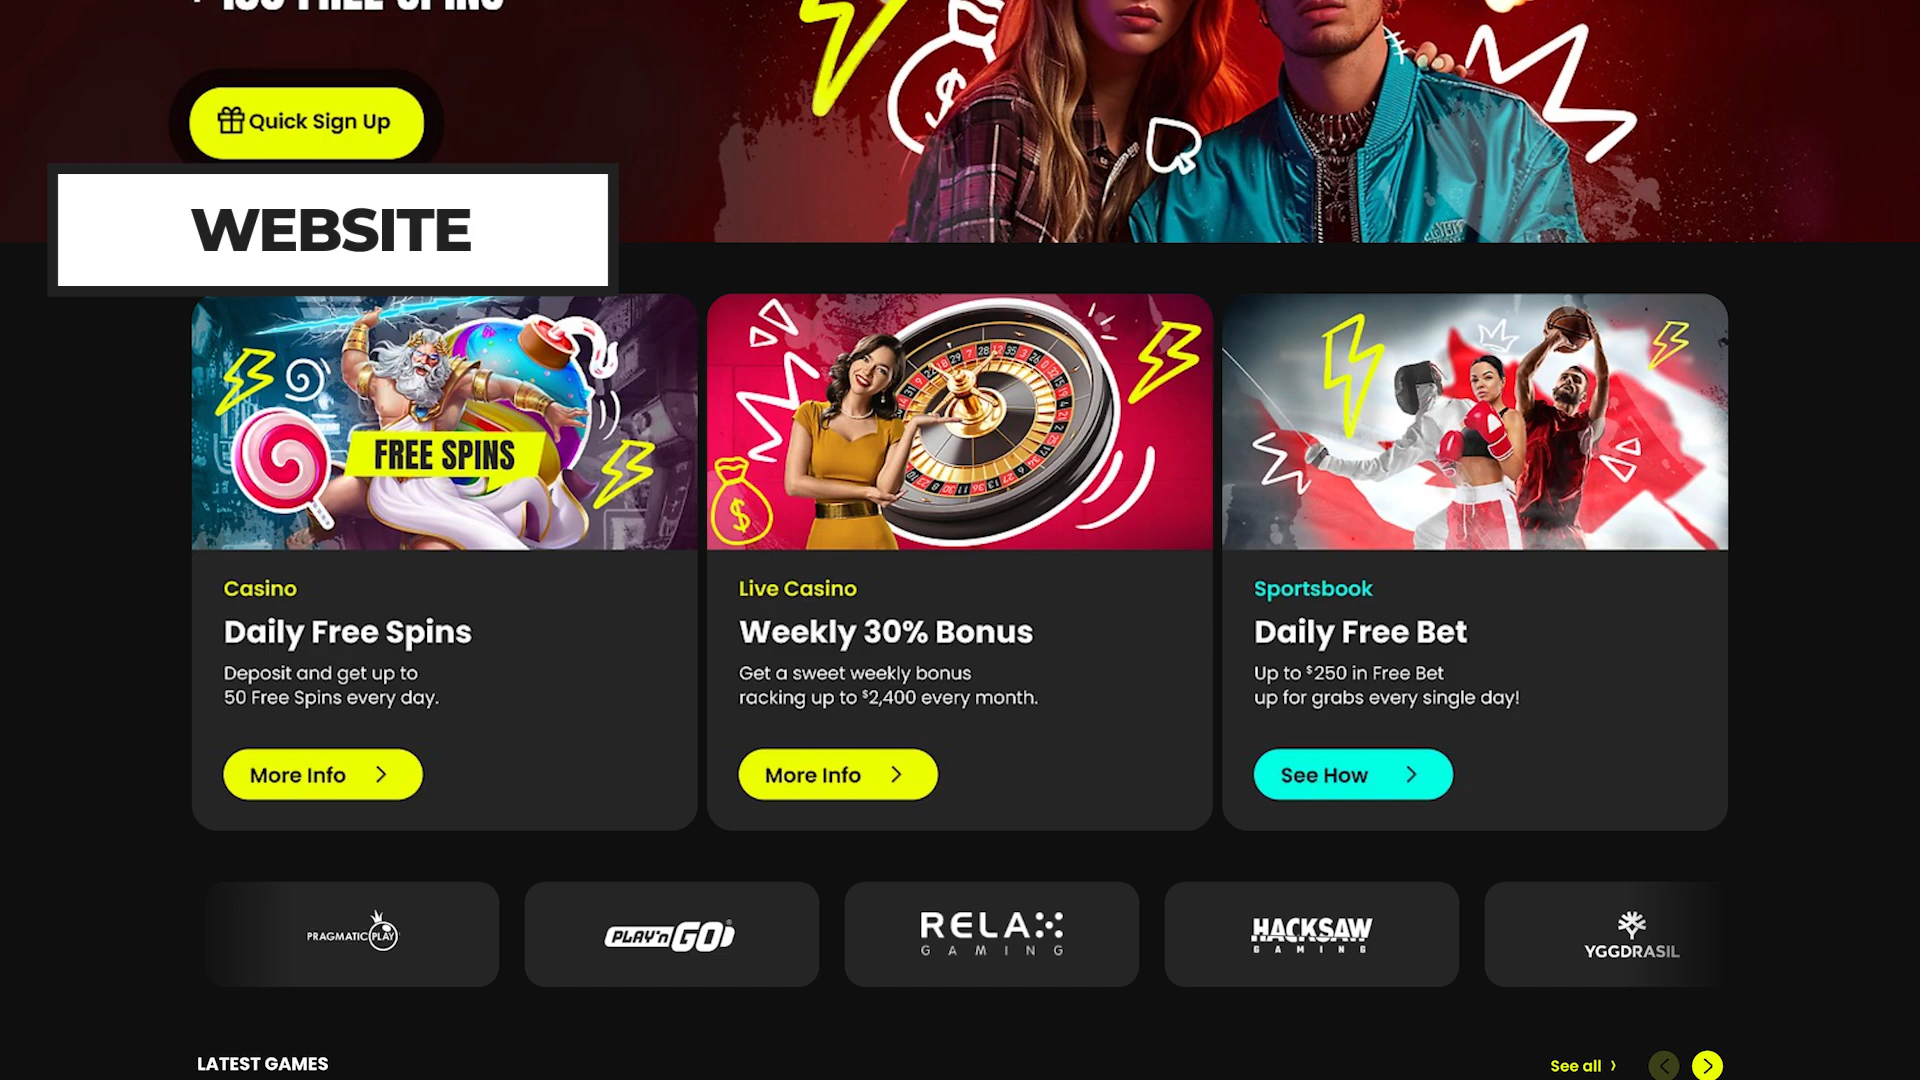 Quick Sign Up
WEBSITE
FREE SPINS
Casino
Daily Free Spins
Deposit and get up to
50 Free Spins every day.
More Info
Live Casino
Weekly 30% Bonus
Get a sweet weekly bonus
racking up to $2,400 every month.
More Info
Sportsbook
Daily Free Bet
Up to $250 in Free Bet
up for grabs every single day!
See How
PRAGMATIC PLAY
PLAY'n GO
RELAX
GAMING
HACKSAW
GAMING
YGGDRASIL
LATEST GAMES
See all